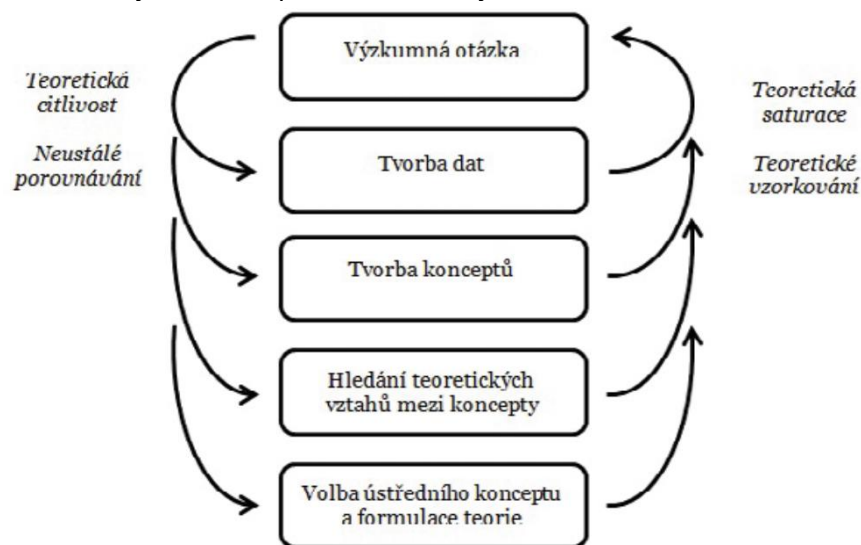 Výzkumná otázka
Teoretická
citlivost
Neustálé
porovnávání
Teoretická
saturace
Teoretické
vzorkování
Tvorba dat
Tvorba konceptů
Hledání teoretických
vztahů mezi koncepty
Volba ústředního konceptu
a formulace teorie